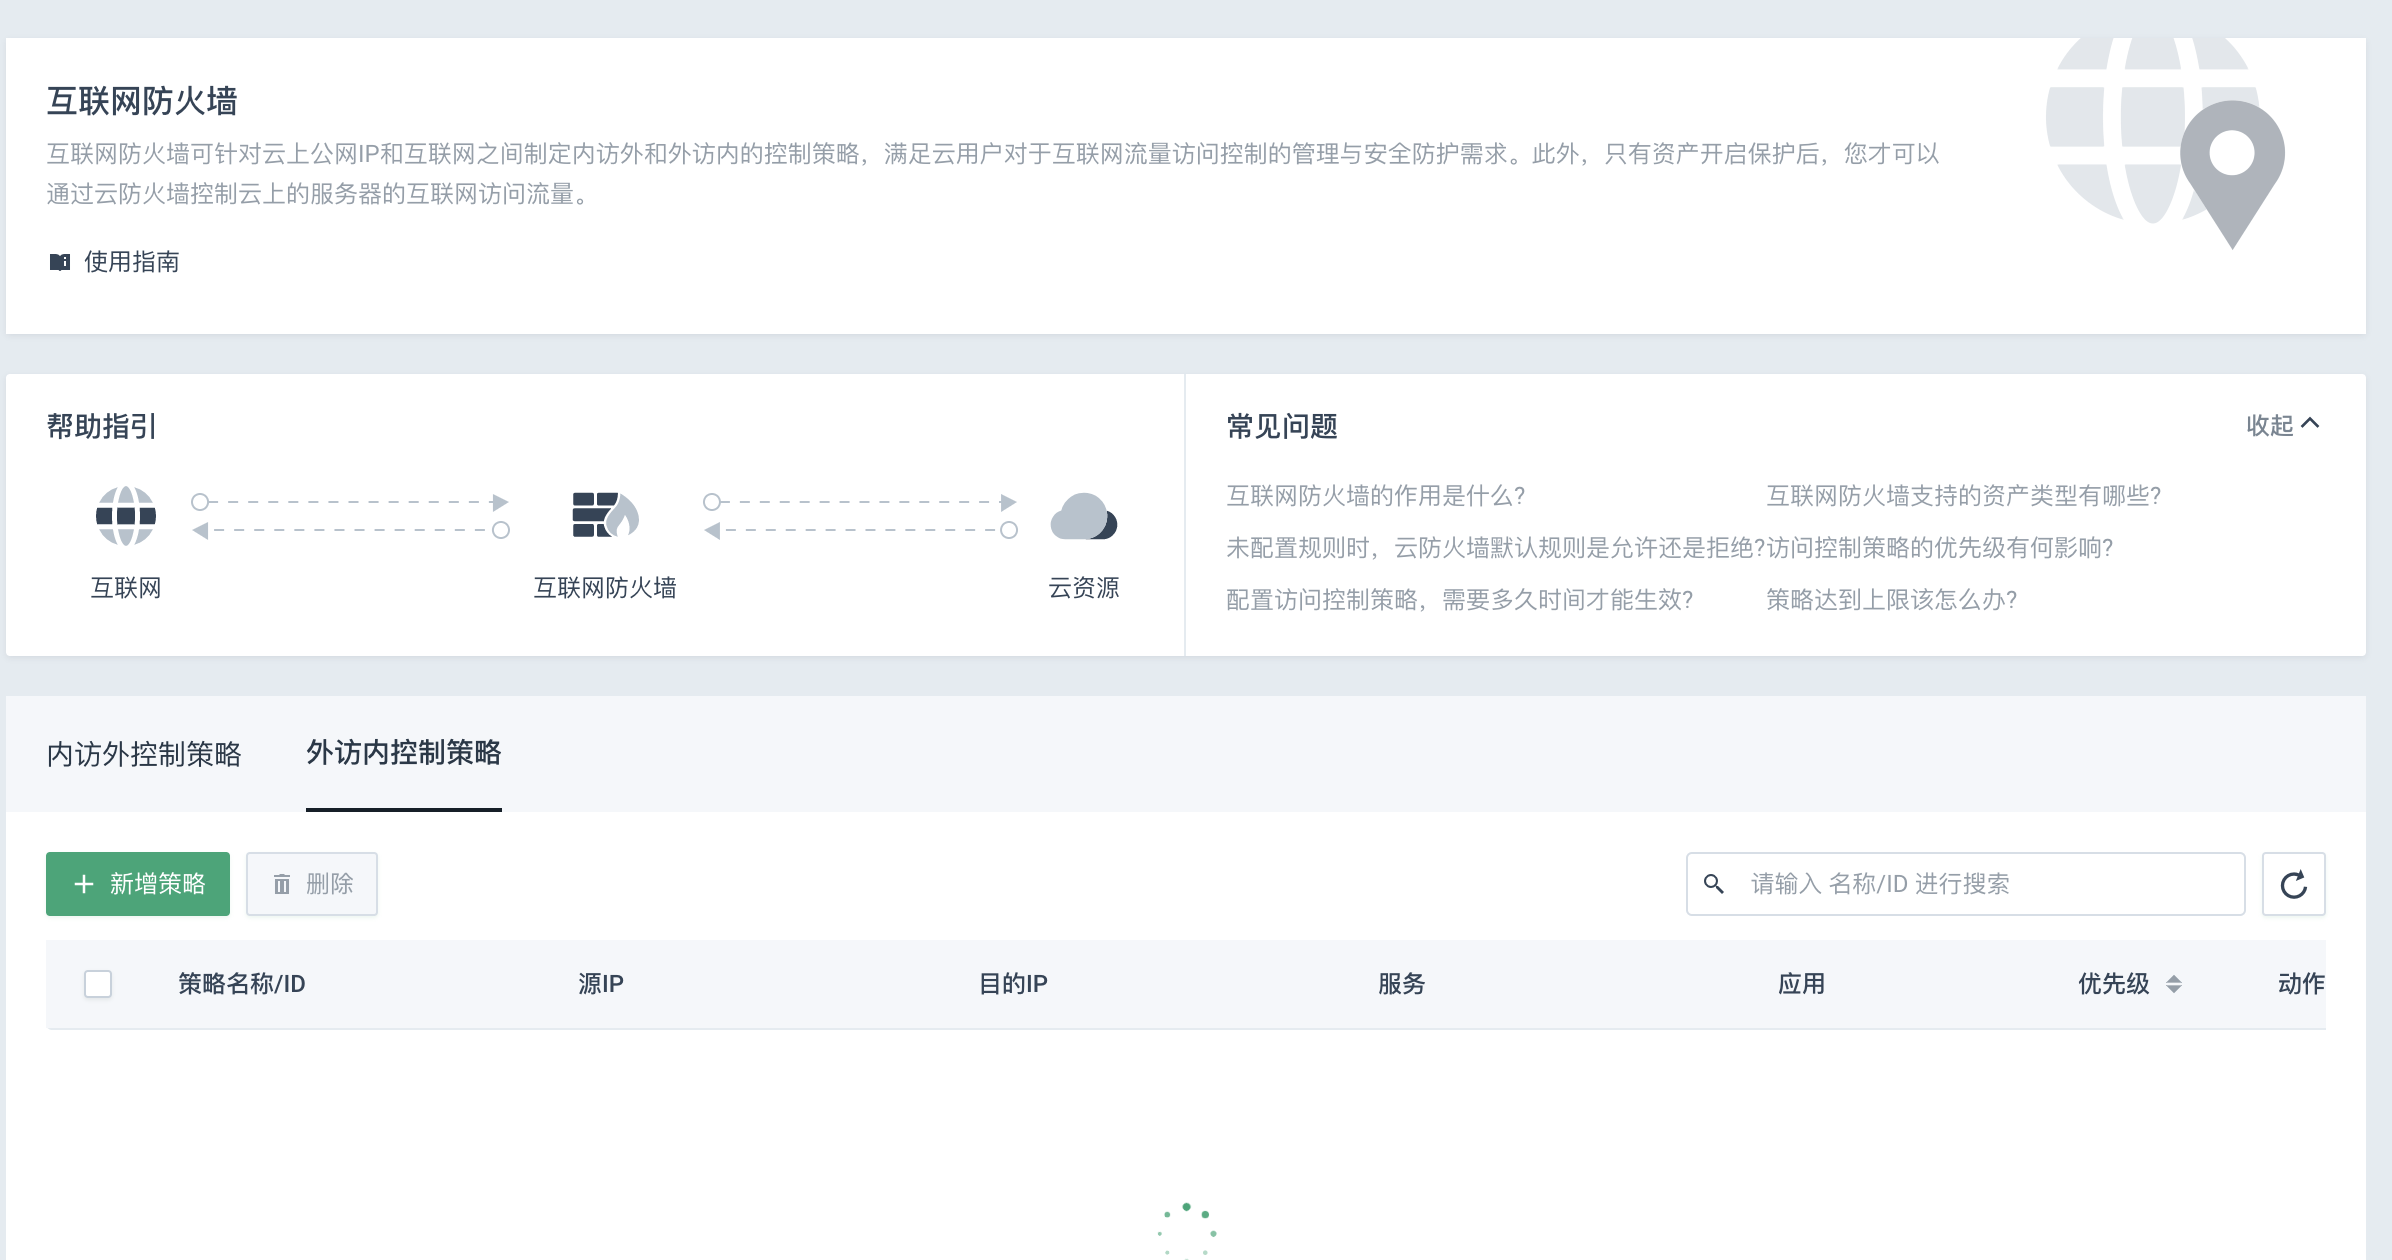 互联网防火墙
互联网防火墙可针对云上公网IP和互联网之间制定内访外和外访内的控制策略，满足云用户对于互联网流量访问控制的管理与安全防护需求。此外，只有资产开启保护后，您才可以
通过云防火墙控制云上的服务器的互联网访问流量。
使用指南
帮助指引
互联网
互联网防火墙
云资源
常见问题
收起
互联网防火墙的作用是什么?
互联网防火墙支持的资产类型有哪些?
未配置规则时，云防火墙默认规则是允许还是拒绝?
访问控制策略的优先级有何影响?
配置访问控制策略，需要多久时间才能生效?
策略达到上限该怎么办?
内访外控制策略
外访内控制策略
新增策略
删除
请输入 名称/ID 进行搜索
策略名称/ID
源IP
目的IP
服务
应用
优先级
动作